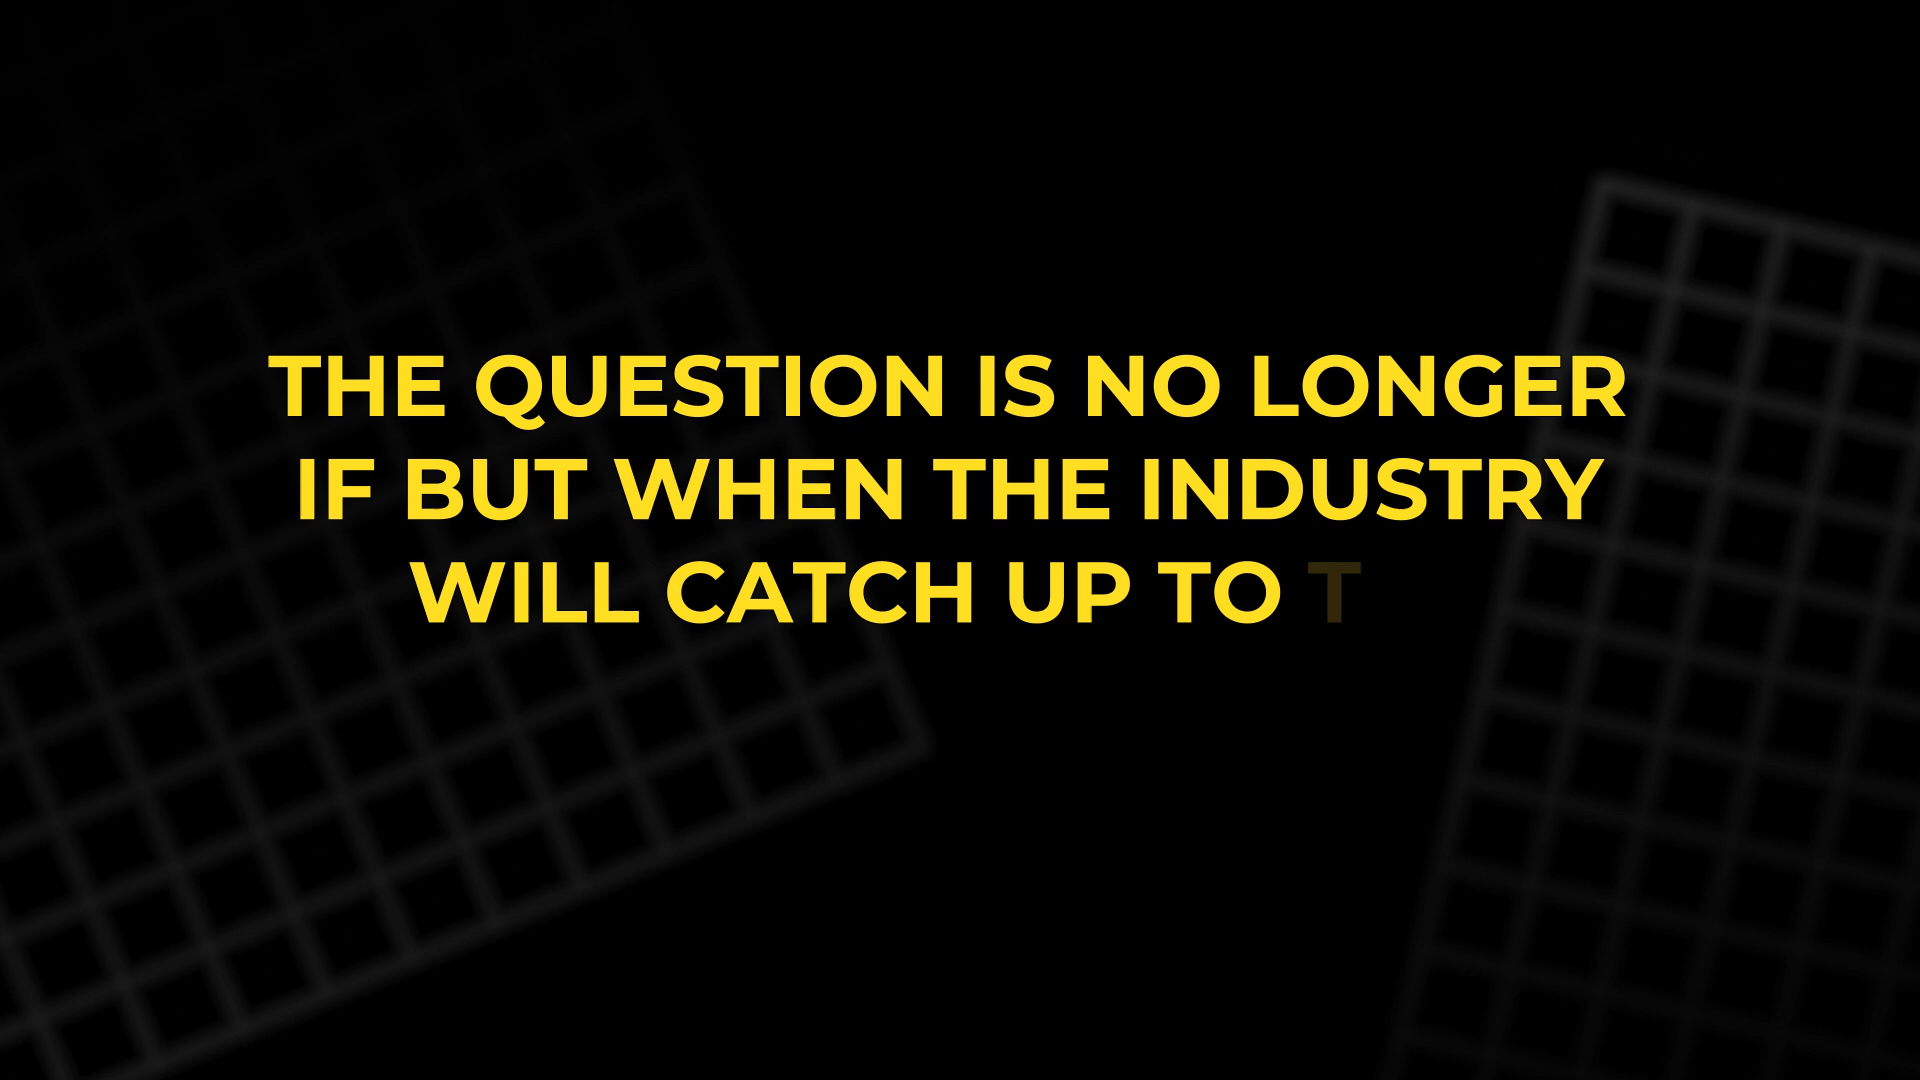 THE QUESTION IS NO LONGER
IF BUT WHEN THE INDUSTRY
WILL CATCH UP TO T